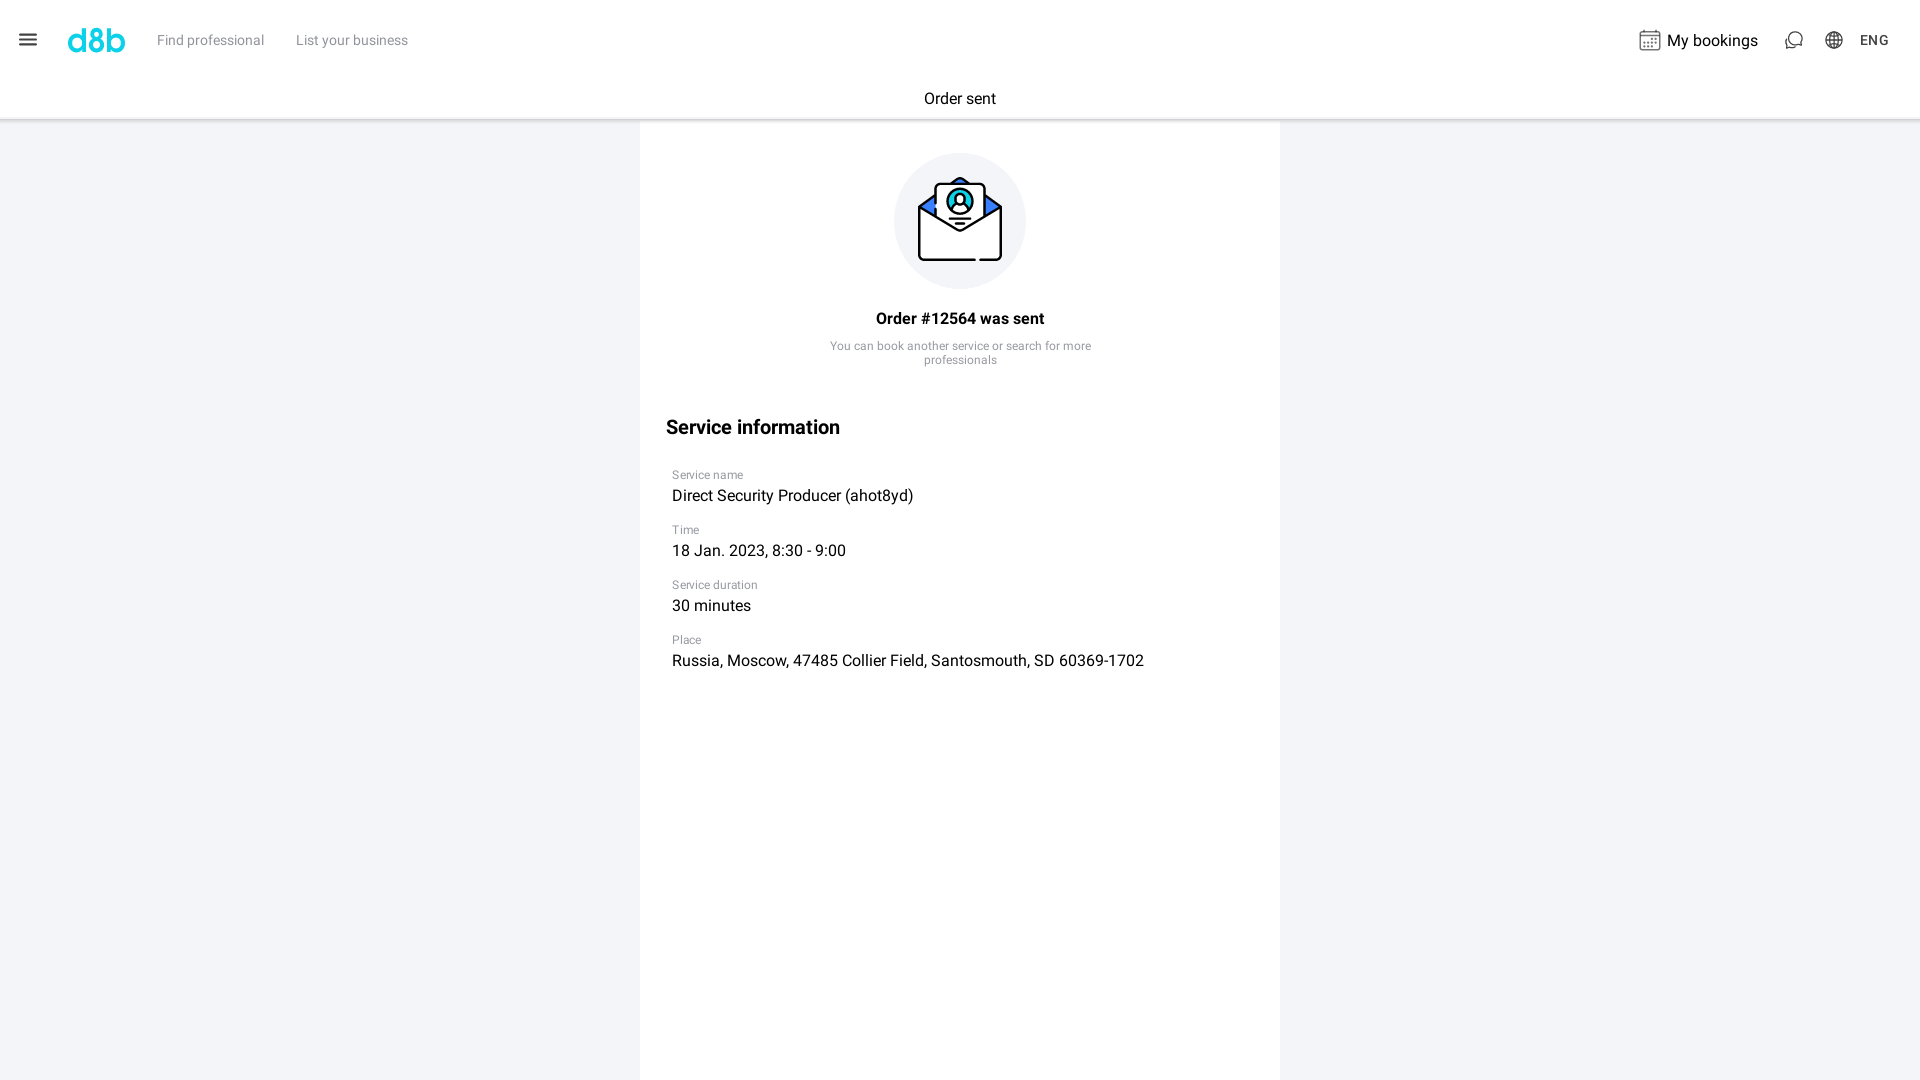 d8b
Find professional
List your business
My bookings
ENG
Order sent
Order #12564 was sent
You can book another service or search for more
professionals
Service information
Service name
Direct Security Producer (ahot8yd)
Time
18 Jan. 2023, 8:30 - 9:00
Service duration
30 minutes
Place
Russia, Moscow, 47485 Collier Field, Santosmouth, SD 60369-1702